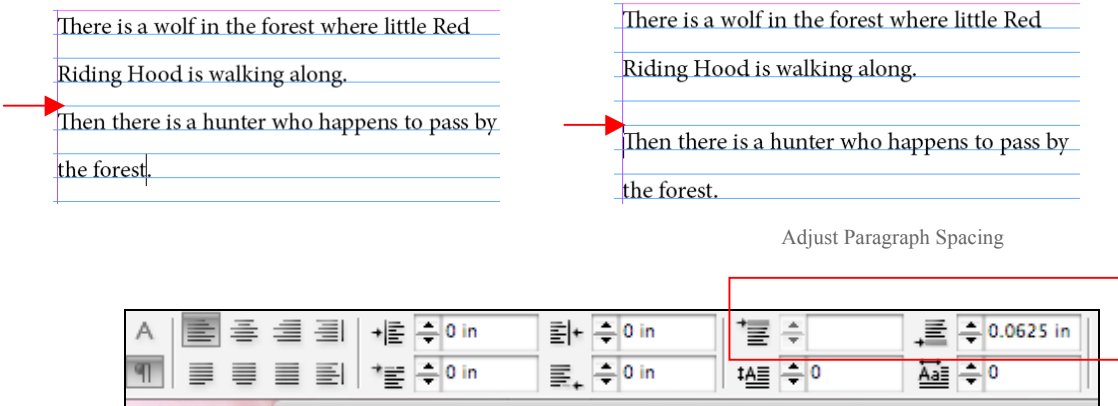 There is a wolf in the forest where little Red
Riding Hood is walking along.
Then there is a hunter who happens to pass by
the forest.
There is a wolf in the forest where little Red
Riding Hood is walking along.
Then there is a hunter who happens to pass by
the forest.
Adjust Paragraph Spacing
A 0 in 0 in 0.0625 in
¶ 0 in 0 in A 0 Aa 0